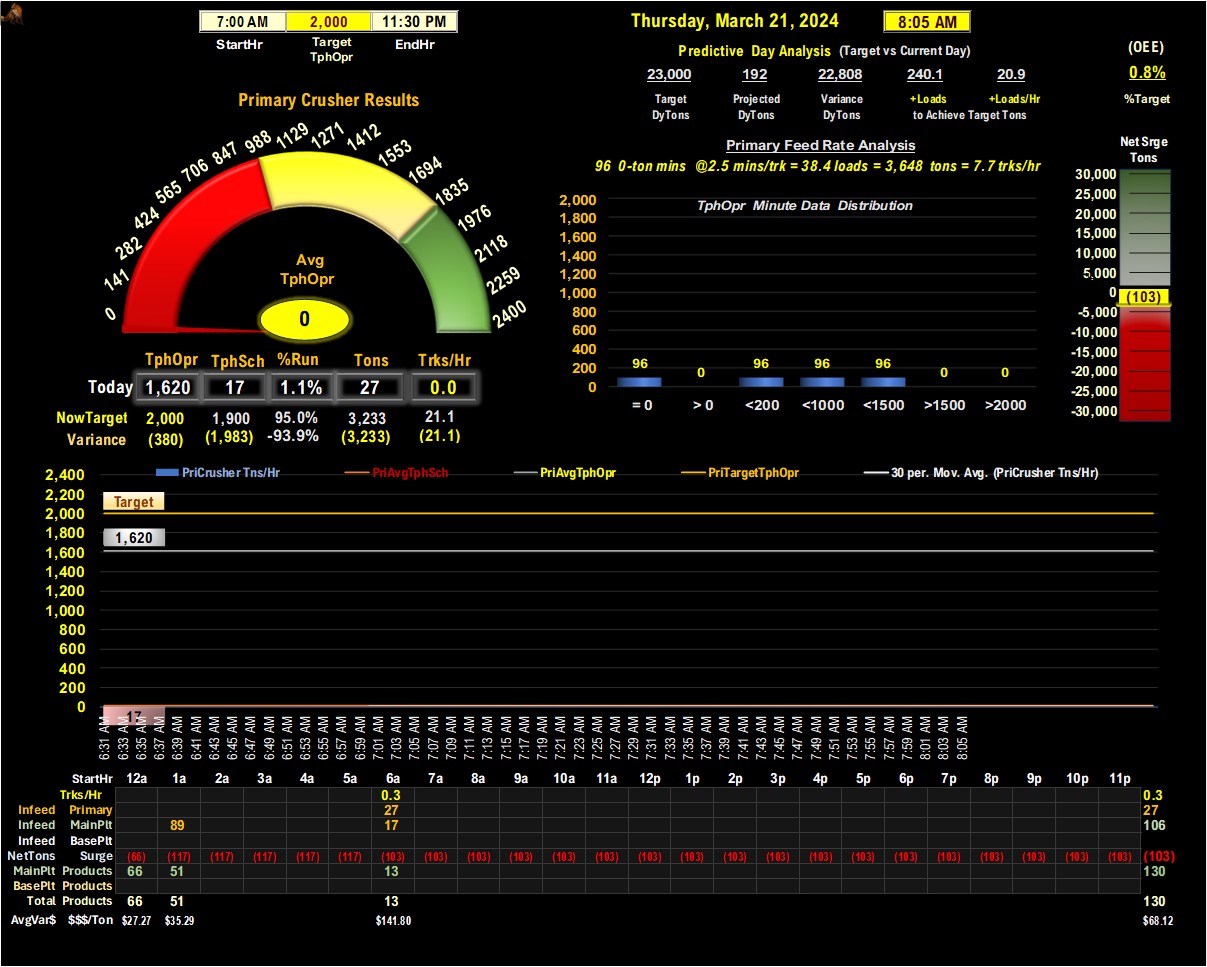 7:00 AM 2,000 11:30 PM
StartHr Target TphOpr EndHr
Thursday, March 21, 2024 8:05 AM
Predictive Day Analysis (Target vs Current Day)
23,000 192 22,808 240.1 20.9
Target DyTons Projected DyTons Variance DyTons +Loads +Loads/Hr
to Achieve Target Tons
(OEE)
0.8%
%Target
Primary Crusher Results
0 141 282 424 565 706 847 988 1129 1271 1412 1553 1694 1835 1976 2118 2259 2400
Avg
TphOpr
0
TphOpr TphSch %Run Tons Trks/Hr
Today 1,620 17 1.1% 27 0.0
NowTarget 2,000 1,900 95.0% 3,233 21.1
Variance (380) (1,983) -93.9% (3,233) (21.1)
Primary Feed Rate Analysis
96 0-ton mins @2.5 mins/trk = 38.4 loads = 3,648 tons = 7.7 trks/hr
TphOpr Minute Data Distribution
2,000
1,800
1,600
1,400
1,200
1,000
800
600
400
200
0
96 0 96 96 96 0 0
= 0 > 0 <200 <1000 <1500 >1500 >2000
Net Srge
Tons
30,000
25,000
20,000
15,000
10,000
5,000
0
(103)
-5,000
-10,000
-15,000
-20,000
-25,000
-30,000
PriCrusher Tns/Hr PriAvgTphSch PriAvgTphOpr PriTargetTphOpr 30 per. Mov. Avg. (PriCrusher Tns/Hr)
2,400
2,200
2,000
1,800
1,600
1,400
1,200
1,000
800
600
400
200
0
Target
1,620
17
6:31 AM 6:33 AM 6:35 AM 6:37 AM 6:39 AM 6:41 AM 6:43 AM 6:45 AM 6:47 AM 6:49 AM 6:51 AM 6:53 AM 6:55 AM 6:57 AM 6:59 AM 7:01 AM 7:03 AM 7:05 AM 7:07 AM 7:09 AM 7:11 AM 7:13 AM 7:15 AM 7:17 AM 7:19 AM 7:21 AM 7:23 AM 7:25 AM 7:27 AM 7:29 AM 7:31 AM 7:33 AM 7:35 AM 7:37 AM 7:39 AM 7:41 AM 7:43 AM 7:45 AM 7:47 AM 7:49 AM 7:51 AM 7:53 AM 7:55 AM 7:57 AM 7:59 AM 8:01 AM 8:03 AM 8:05 AM
StartHr 12a 1a 2a 3a 4a 5a 6a 7a 8a 9a 10a 11a 12p 1p 2p 3p 4p 5p 6p 7p 8p 9p 10p 11p
Trks/Hr 0.3 0.3
Infeed Primary 27 27
Infeed MainPlt 89 17 106
Infeed BasePlt
NetTons Surge (66) (117) (117) (117) (117) (117) (103) (103) (103) (103) (103) (103) (103) (103) (103) (103) (103) (103) (103) (103) (103) (103) (103) (103) (103)
MainPlt Products 66 51 13 130
BasePlt Products
Total Products 66 51 13 130
AvgVar$ $$$/Ton $27.27 $35.29 $141.80 $68.12